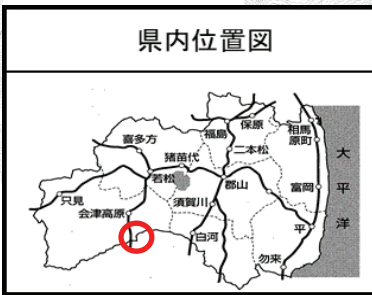 県内位置図
喜多方
福島
保原
相馬
原町
猪苗代
二本松
大平洋
若松
只見
郡山
富岡
会津高原
須賀川
平
白河
勿来